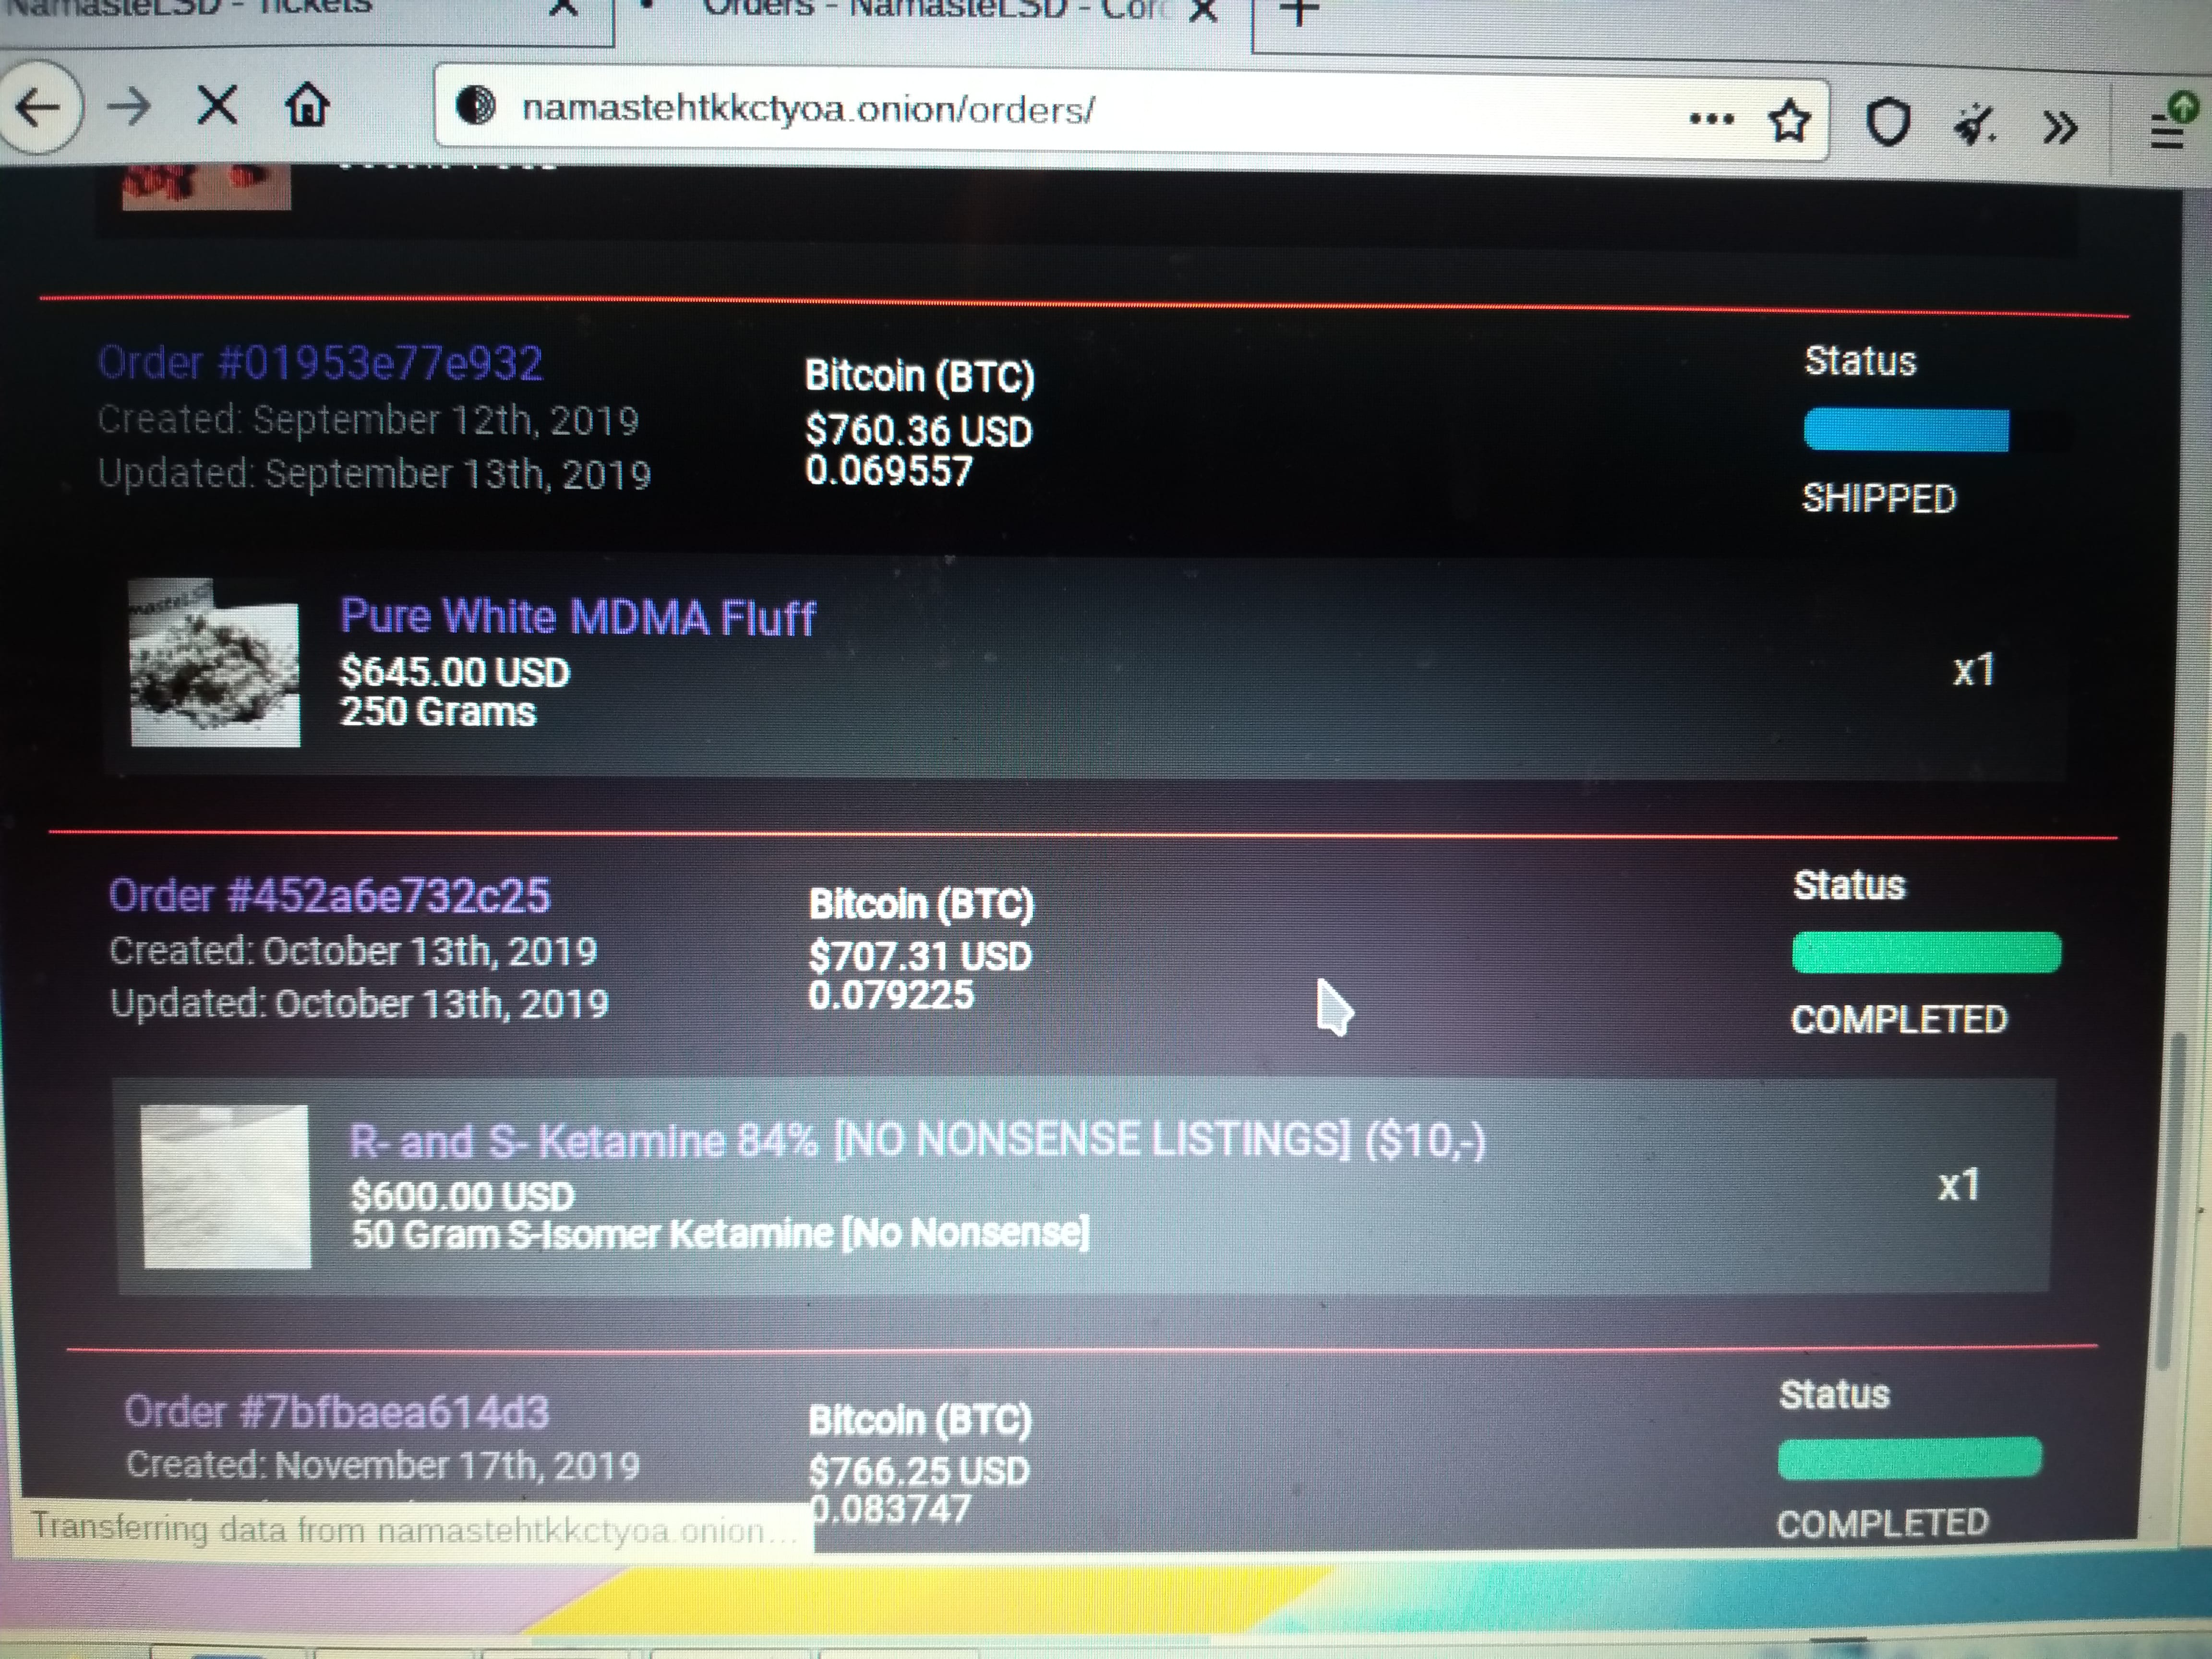 NamasteLSD - Tickets
Orders - NamasteLSD -
namastehtkkctyoa.onion/orders/
Order #01953e77e932
Created: September 12th, 2019
Updated: September 13th, 2019
Bitcoin (BTC)
$760.36 USD
0.069557
Status
SHIPPED
Pure White MDMA Fluff
$645.00 USD
250 Grams
x1
Order #452a6e732c25
Created: October 13th, 2019
Updated: October 13th, 2019
Bitcoin (BTC)
$707.31 USD
0.079225
Status
COMPLETED
R- and S- Ketamine 84% [NO NONSENSE LISTINGS] ($10,-)
$600.00 USD
50 Gram S-Isomer Ketamine [No Nonsense]
x1
Order #7bfbaea614d3
Created: November 17th, 2019
Bitcoin (BTC)
$766.25 USD
0.083747
Status
COMPLETED
Transferring data from namastehtkkctyoa.onion...